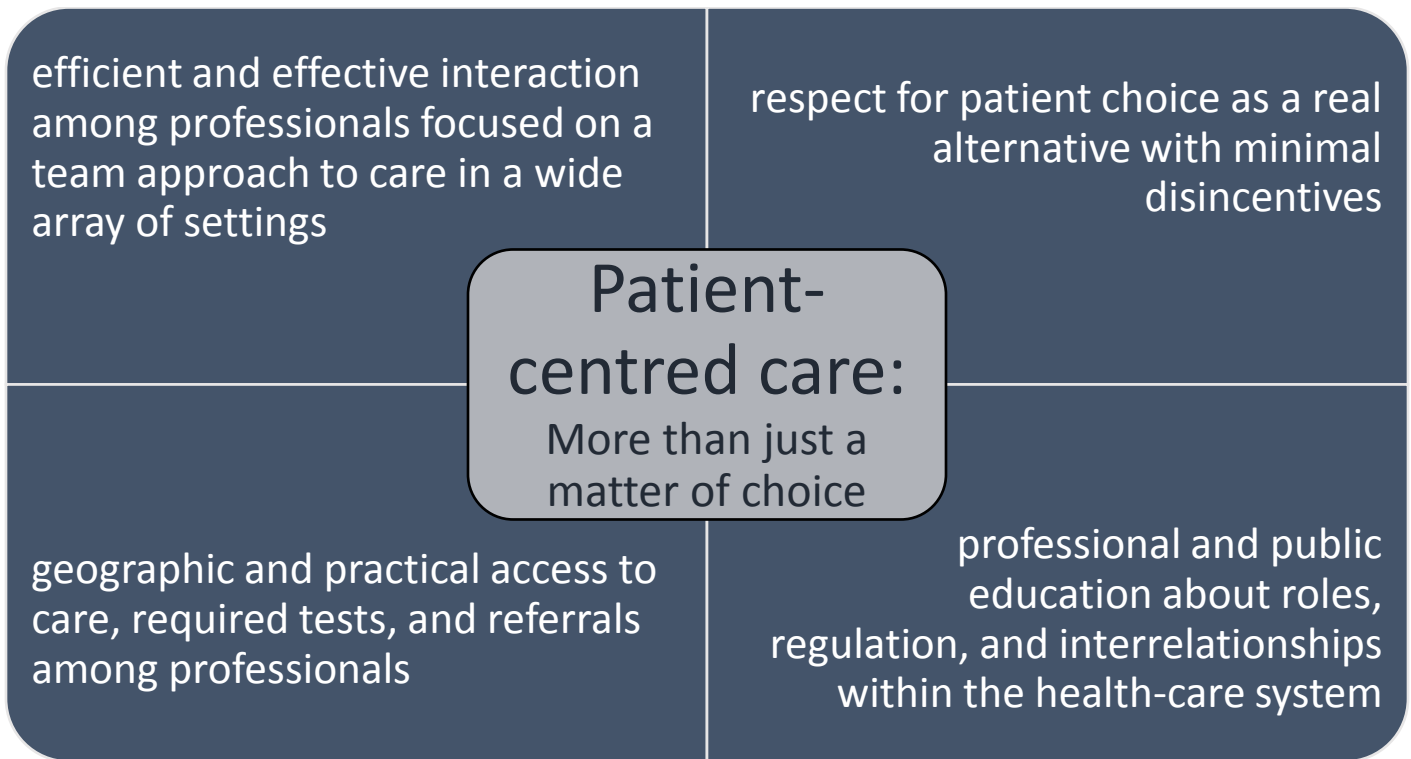 efficient and effective interaction
among professionals focused on a
team approach to care in a wide
array of settings
respect for patient choice as a real
alternative with minimal
disincentives
Patient-
centred care:
More than just a
matter of choice
geographic and practical access to
care, required tests, and referrals
among professionals
professional and public
education about roles,
regulation, and interrelationships
within the health-care system